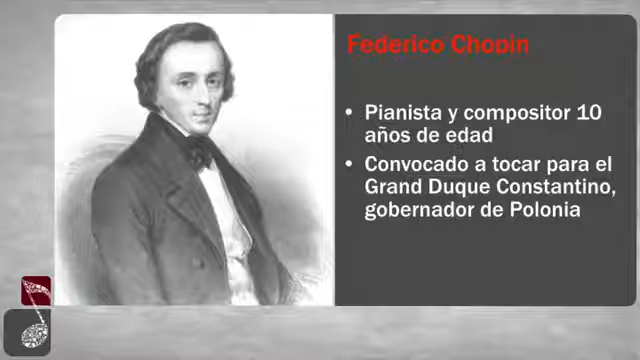 Federico Chopin
• Pianista y compositor 10
años de edad
• Convocado a tocar para el
Grand Duque Constantino,
gobernador de Polonia